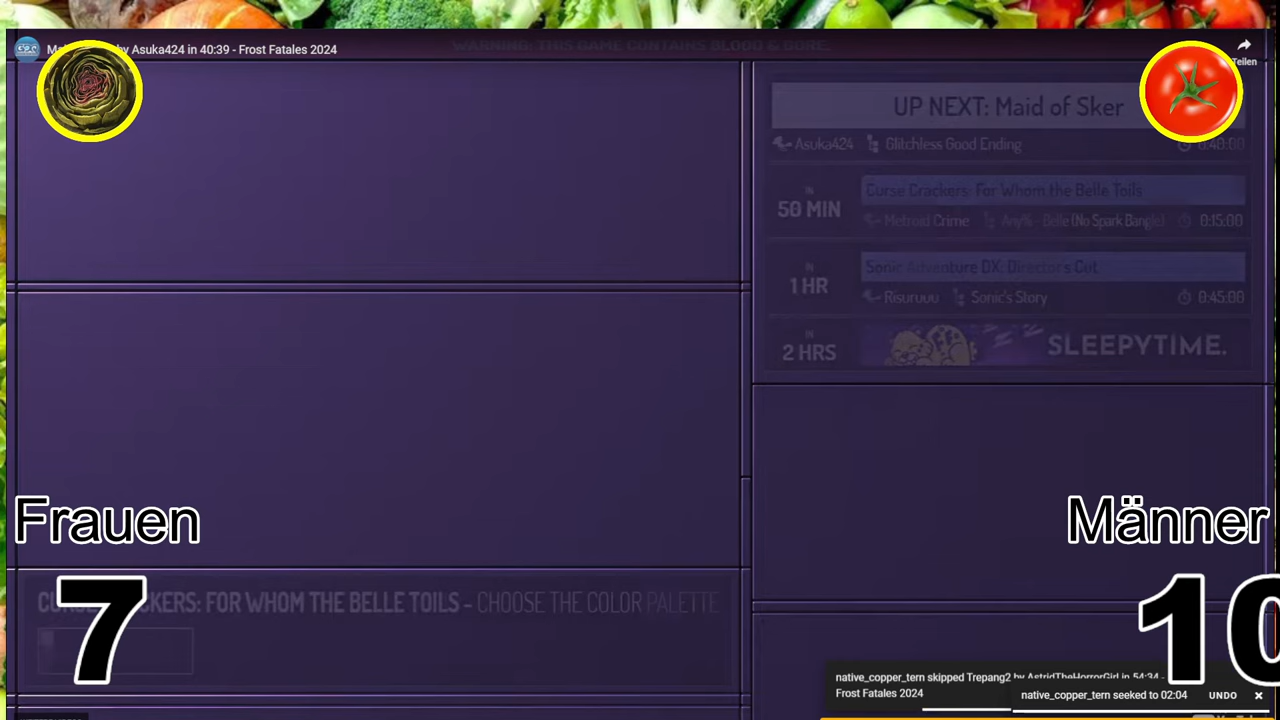 by Asuka424 in 40:39 - Frost Fatales 2024
WARNING: THIS GAME CONTAINS BLOOD & GORE.
Teilen
UP NEXT: Maid of Sker
Asuka424 Glitchless Good Ending 0:40:00
IN
50 MIN
Curse Crackers: For Whom the Belle Toils
Metroid Crime Any% - Belle (No Spark Bangle) 0:15:00
IN
1 HR
Sonic Adventure DX: Director's Cut
Risuruuu Sonic's Story 0:45:00
IN
2 HRS
SLEEPYTIME.
Frauen
Männer
FOR WHOM THE BELLE TOILS - CHOOSE THE COLOR PALETTE
7
10
native_copper_tern skipped Trepang2 by AstridTheHorrorGirl in 54:34 -
Frost Fatales 2024
native_copper_tern seeked to 02:04 UNDO